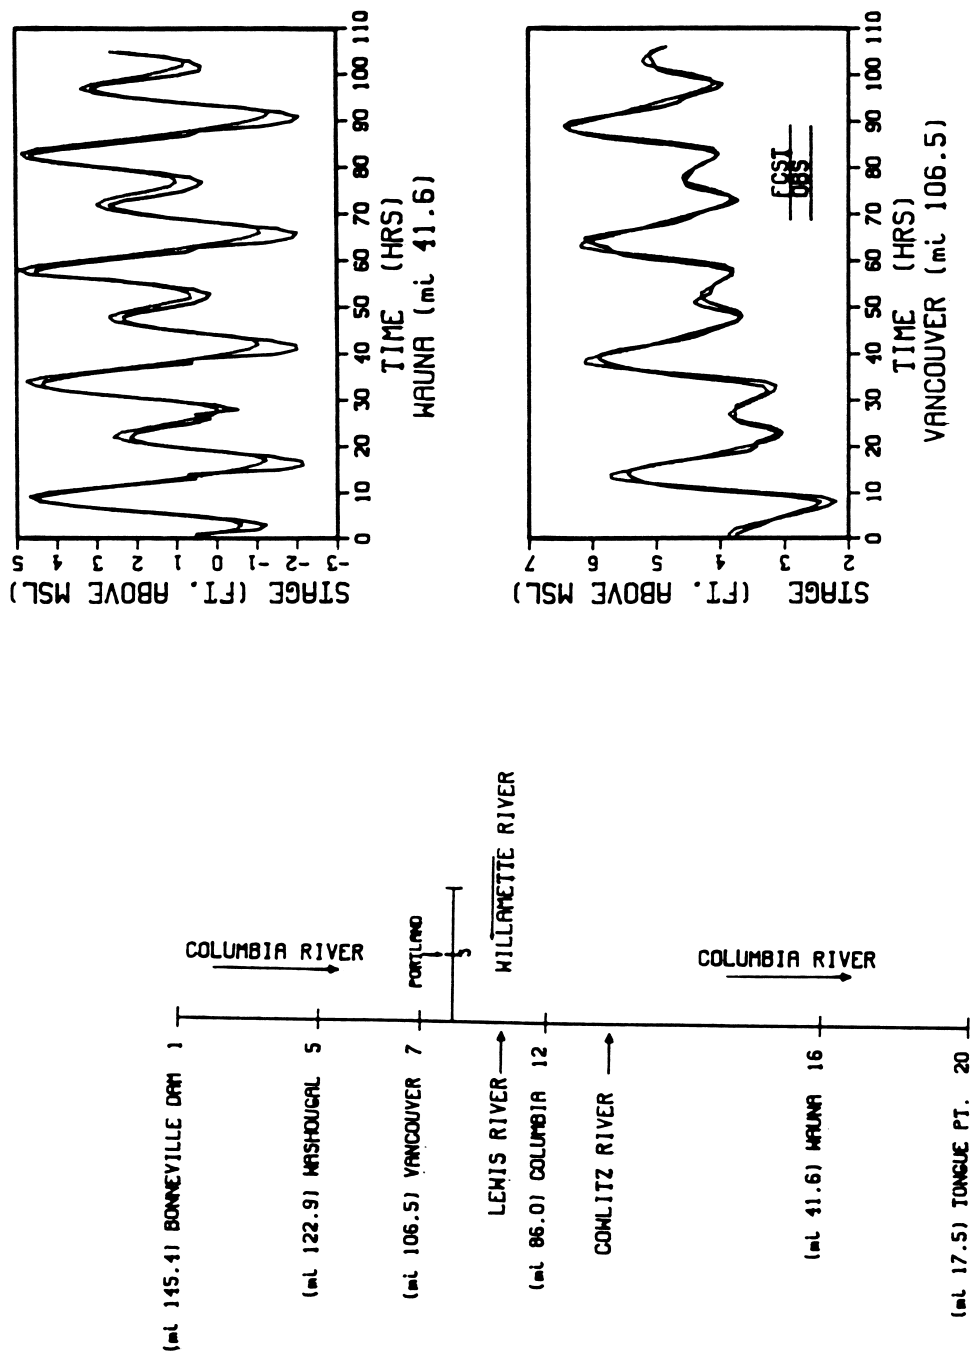 5
4
3
2
1
0
-1
-2
-3
STAGE (FT. ABOVE MSL)
0
10
20
30
40
50
60
70
80
90
100
110
TIME (HRS)
WAUNA (mi 41.6)
7
6
5
4
3
2
STAGE (FT. ABOVE MSL)
0
10
20
30
40
50
60
70
80
90
100
110
TIME (HRS)
VANCOUVER (mi 106.5)
FCST
OBS
(mi 145.4) BONNEVILLE DAM 1
COLUMBIA RIVER
(mi 122.9) WASHOUGAL 5
(mi 106.5) VANCOUVER 7
PORTLAND
3
WILLAMETTE RIVER
LEWIS RIVER
(mi 86.0) COLUMBIA 12
COWLITZ RIVER
COLUMBIA RIVER
(mi 41.6) WAUNA 16
(mi 17.5) TONGUE PT. 20